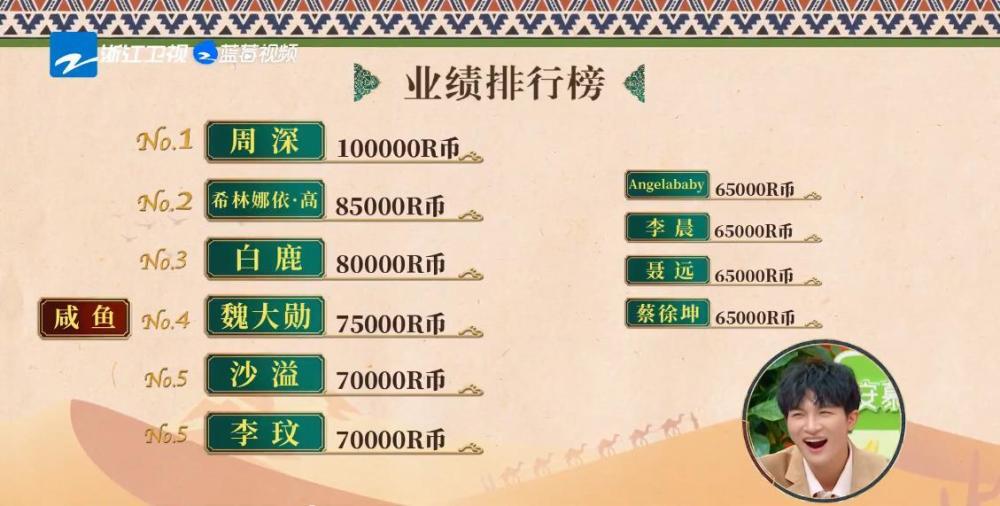 浙江卫视 蓝莓视频
业绩排行榜
No.1 周深 100000R币
No.2 希林娜依·高 85000R币
No.3 白鹿 80000R币
咸鱼 No.4 魏大勋 75000R币
No.5 沙溢 70000R币
No.5 李玟 70000R币
Angelababy 65000R币
李晨 65000R币
聂远 65000R币
蔡徐坤 65000R币
安慕